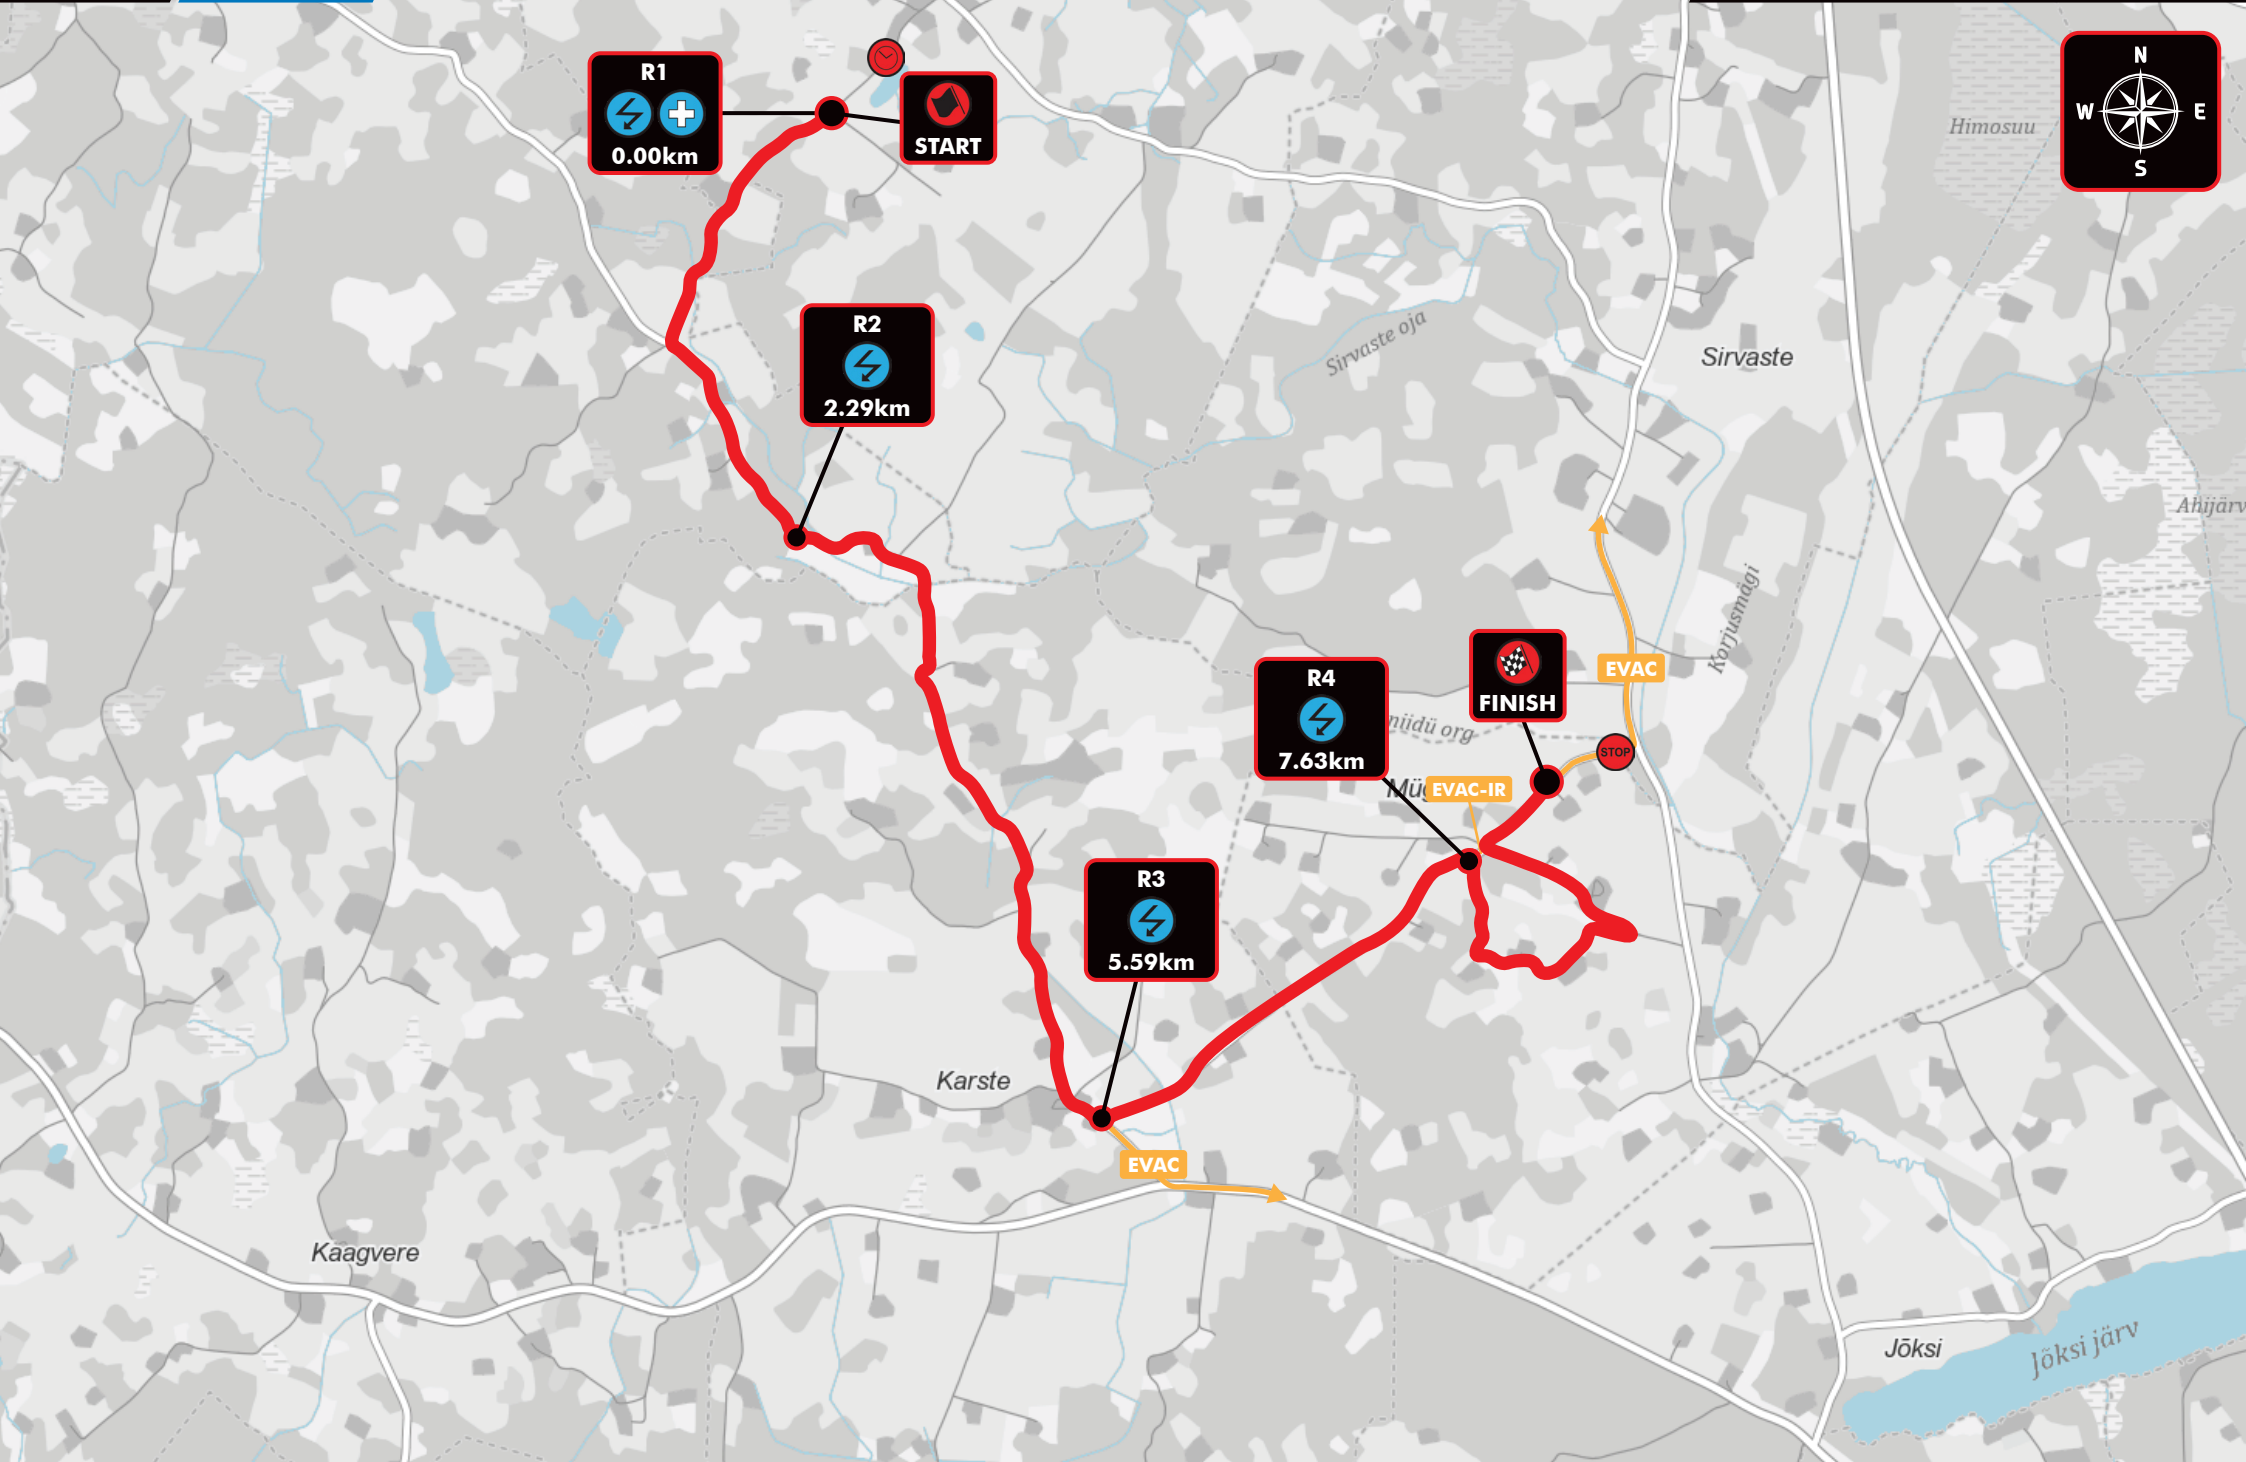 R1
0.00km
START
N
W E
S
Himosuu
R2
2.29km
Sirvaste oja
Sirvaste
Ahijärv
Korjusmägi
R4
7.63km
FINISH
EVAC
niidü org
STOP
EVAC-IR
R3
5.59km
Karste
EVAC
Kaagvere
Jõksi
Jõksi järv